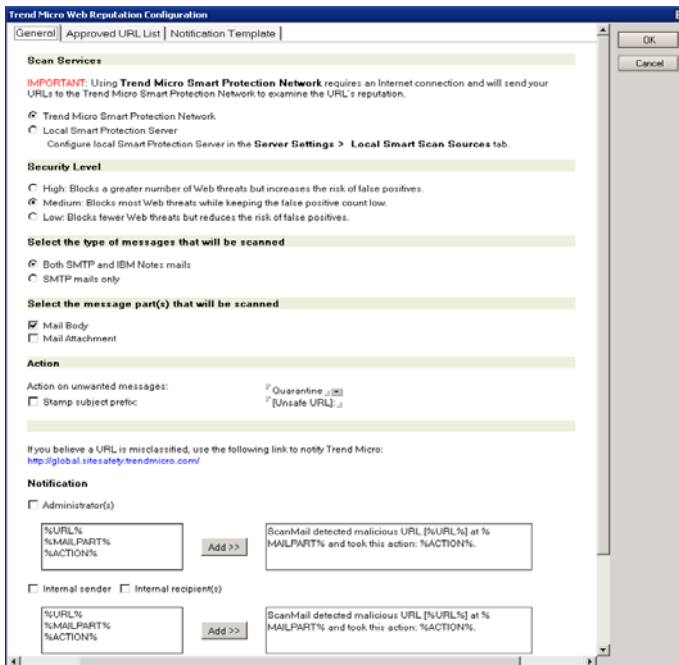 Trend Micro Web Reputation Configuration
General Approved URL List Notification Template
OK
Cancel
Scan Services
IMPORTANT: Using Trend Micro Smart Protection Network requires an Internet connection and will send your
URLs to the Trend Micro Smart Protection Network to examine the URL's reputation.
Trend Micro Smart Protection Network
Local Smart Protection Server
Configure local Smart Protection Server in the Server Settings > Local Smart Scan Sources tab.
Security Level
High: Blocks a greater number of Web threats but increases the risk of false positives.
Medium: Blocks most Web threats while keeping the false positive count low.
Low: Blocks fewer Web threats but reduces the risk of false positives.
Select the type of messages that will be scanned
Both SMTP and IBM Notes mails
SMTP mails only
Select the message part(s) that will be scanned
Mail Body
Mail Attachment
Action
Action on unwanted messages: Quarantine
Stamp subject prefix: [Unsafe URL]:
If you believe a URL is misclassified, use the following link to notify Trend Micro:
http://global.sitesafety.trendmicro.com/
Notification
Administrator(s)
%URL%
%MAILPART%
%ACTION%
Add >>
ScanMail detected malicious URL [%URL%] at %
MAILPART% and took this action: %ACTION%.
Internal sender Internal recipient(s)
%URL%
%MAILPART%
%ACTION%
Add >>
ScanMail detected malicious URL [%URL%] at %
MAILPART% and took this action: %ACTION%.